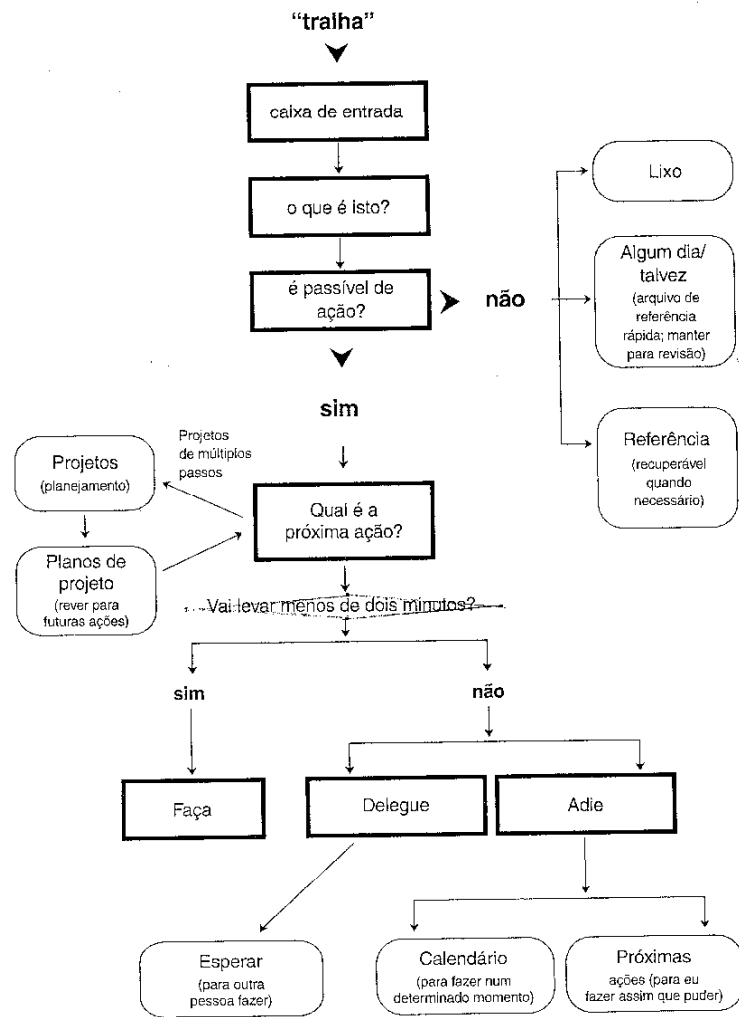 “tralha”
caixa de entrada
o que é isto?
é passível de
ação?
não
Lixo
Algum dia/
talvez
(arquivo de
referência
rápida; manter
para revisão)
Referência
(recuperável
quando
necessário)
sim
Projetos
de múltiplos
passos
Projetos
(planejamento)
Planos de
projeto
(rever para
futuras ações)
Qual é a
próxima ação?
Vai levar menos de dois minutos?
sim
não
Faça
Delegue
Adie
Esperar
(para outra
pessoa fazer)
Calendário
(para fazer num
determinado momento)
Próximas
ações (para eu
fazer assim que puder)